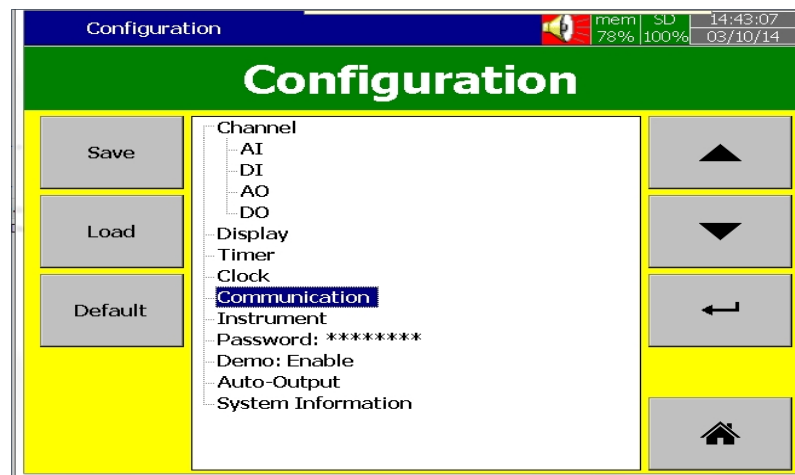 Configuration
mem SD 14:43:07
78% 100% 03/10/14
Configuration
Save
Load
Default
Channel
AI
DI
AO
DO
Display
Timer
Clock
Communication
Instrument
Password: ********
Demo: Enable
Auto-Output
System Information